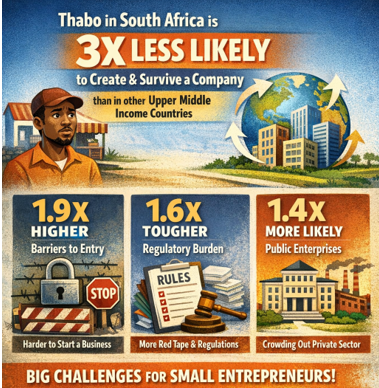 Thabo in South Africa is
3X LESS LIKELY
to Create & Survive a Company
than in other Upper Middle
Income Countries
1.9X
HIGHER
Barriers to Entry
STOP
Harder to Start a Business
1.6X
TOUGHER
Regulatory Burden
RULES
More Red Tape & Regulations
1.4X
MORE LIKELY
Public Enterprises
Crowding Out Private Sector
BIG CHALLENGES FOR SMALL ENTREPRENEURS!